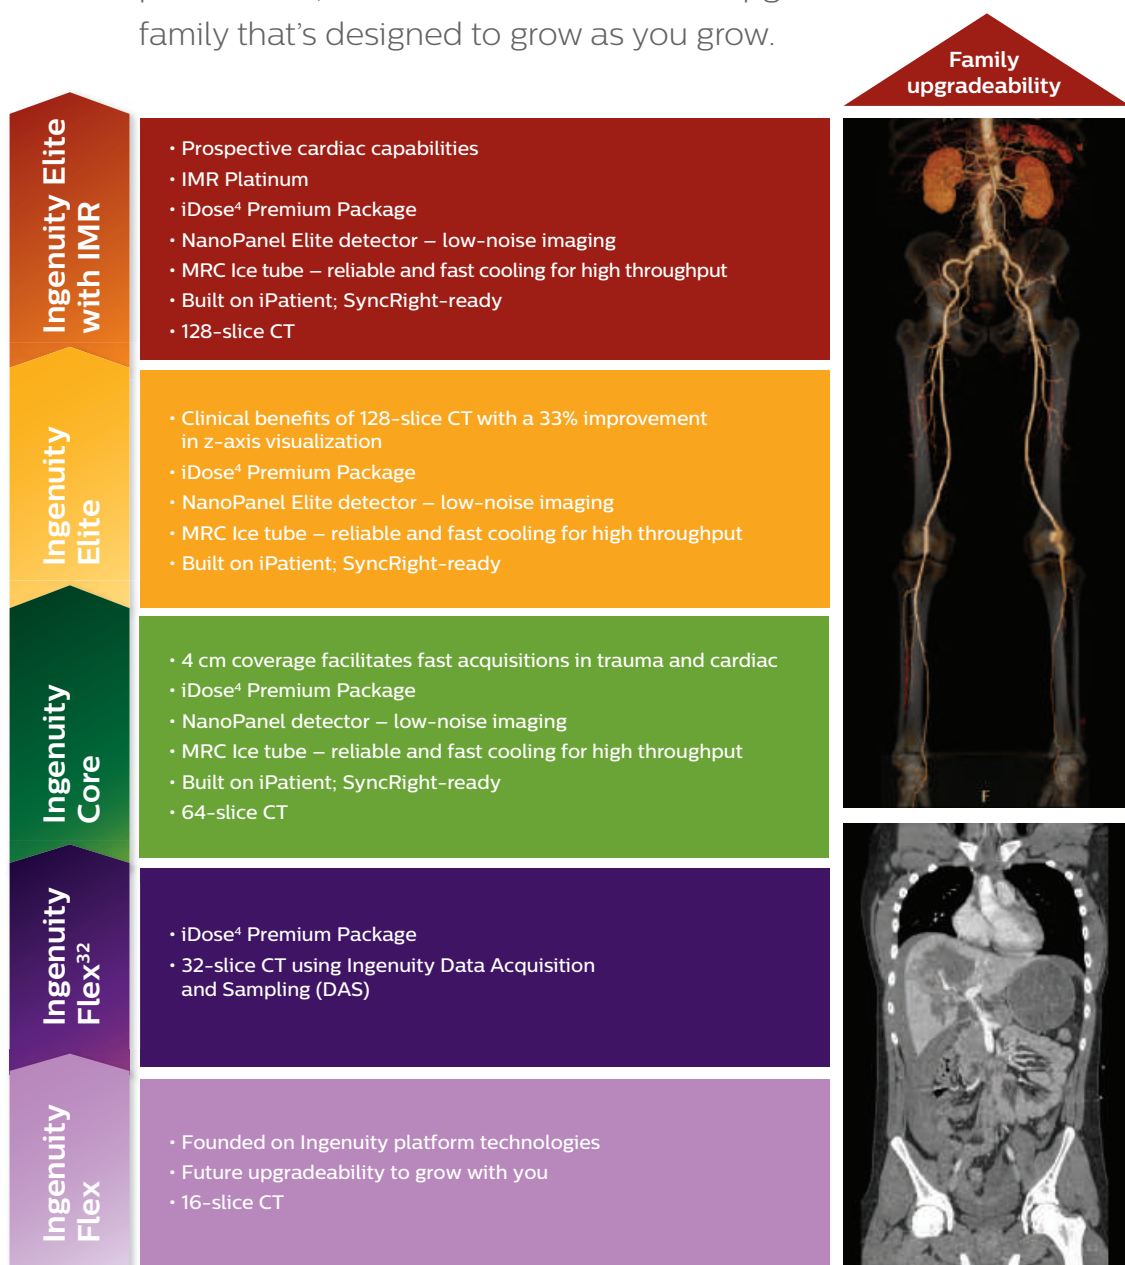 family that's designed to grow as you grow.
Family
upgradeability
Ingenuity Elite
with IMR
· Prospective cardiac capabilities
· IMR Platinum
· iDose⁴ Premium Package
· NanoPanel Elite detector – low-noise imaging
· MRC Ice tube – reliable and fast cooling for high throughput
· Built on iPatient; SyncRight-ready
· 128-slice CT
Ingenuity
Elite
· Clinical benefits of 128-slice CT with a 33% improvement
in z-axis visualization
· iDose⁴ Premium Package
· NanoPanel Elite detector – low-noise imaging
· MRC Ice tube – reliable and fast cooling for high throughput
· Built on iPatient; SyncRight-ready
Ingenuity
Core
· 4 cm coverage facilitates fast acquisitions in trauma and cardiac
· iDose⁴ Premium Package
· NanoPanel detector – low-noise imaging
· MRC Ice tube – reliable and fast cooling for high throughput
· Built on iPatient; SyncRight-ready
· 64-slice CT
F
Ingenuity
Flex³²
· iDose⁴ Premium Package
· 32-slice CT using Ingenuity Data Acquisition
and Sampling (DAS)
Ingenuity
Flex
· Founded on Ingenuity platform technologies
· Future upgradeability to grow with you
· 16-slice CT